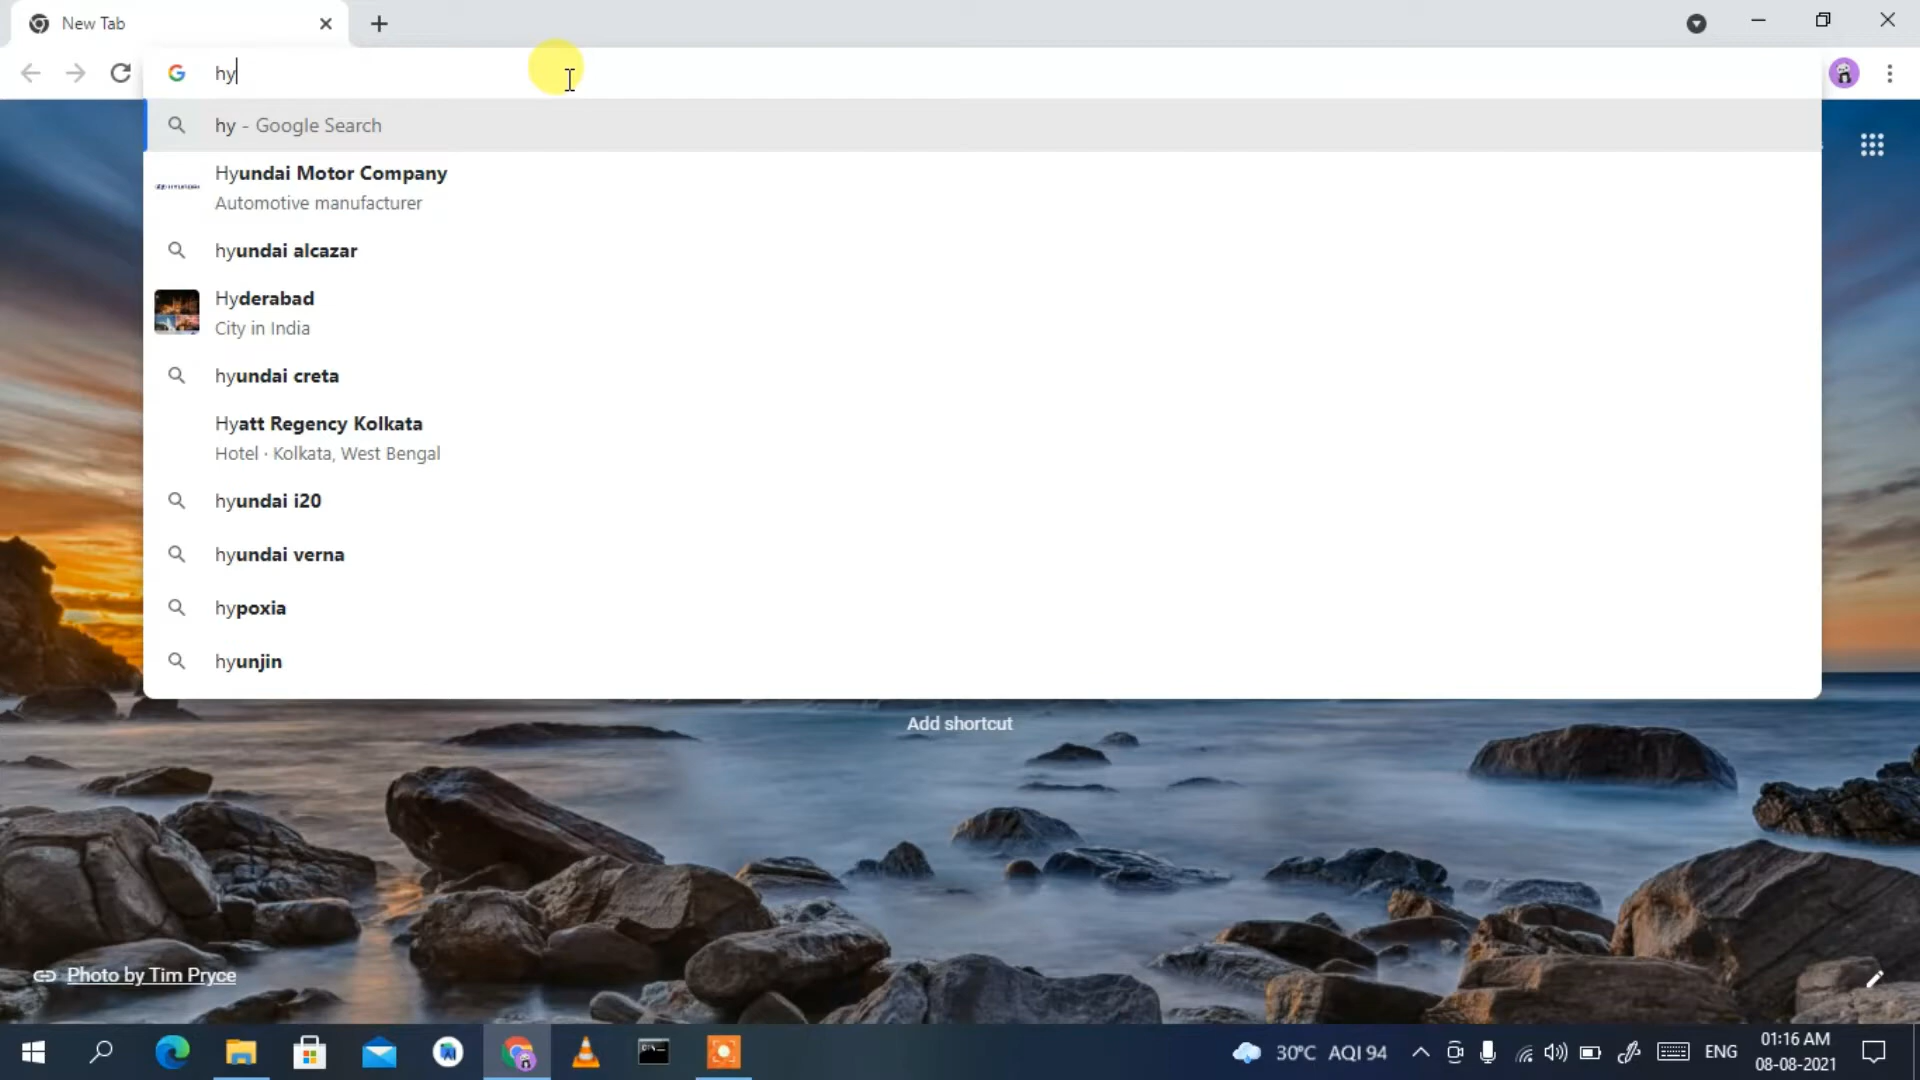 New Tab
hy
hy - Google Search
Hyundai Motor Company
Automotive manufacturer
hyundai alcazar
Hyderabad
City in India
hyundai creta
Hyatt Regency Kolkata
Hotel · Kolkata, West Bengal
hyundai i20
hyundai verna
hypoxia
hyunjin
Add shortcut
Photo by Tim Pryce
30°C AQI 94
ENG
01:16 AM
08-08-2021